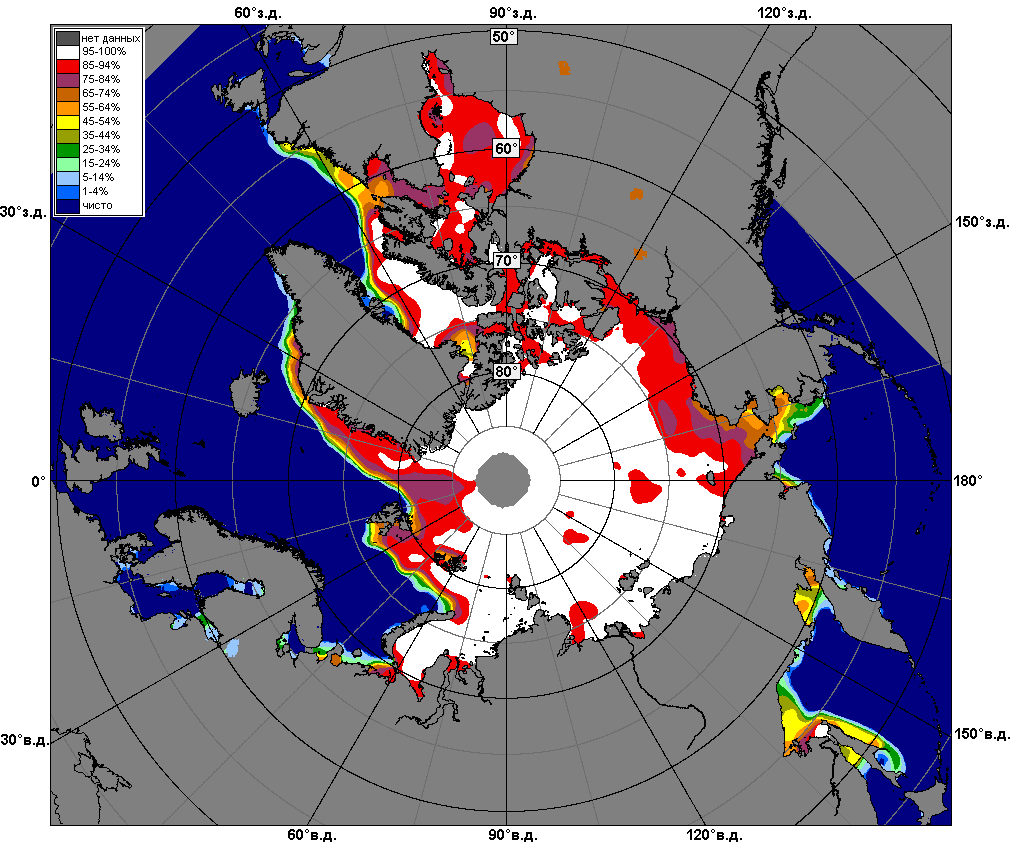 60°з.д.
90°з.д.
120°з.д.
нет данных
95-100%
85-94%
75-84%
65-74%
55-64%
45-54%
35-44%
25-34%
15-24%
5-14%
1-4%
чисто
50°
60°
30°з.д.
150°з.д.
70°
80°
0°
180°
30°в.д.
150°в.д.
60°в.д.
90°в.д.
120°в.д.